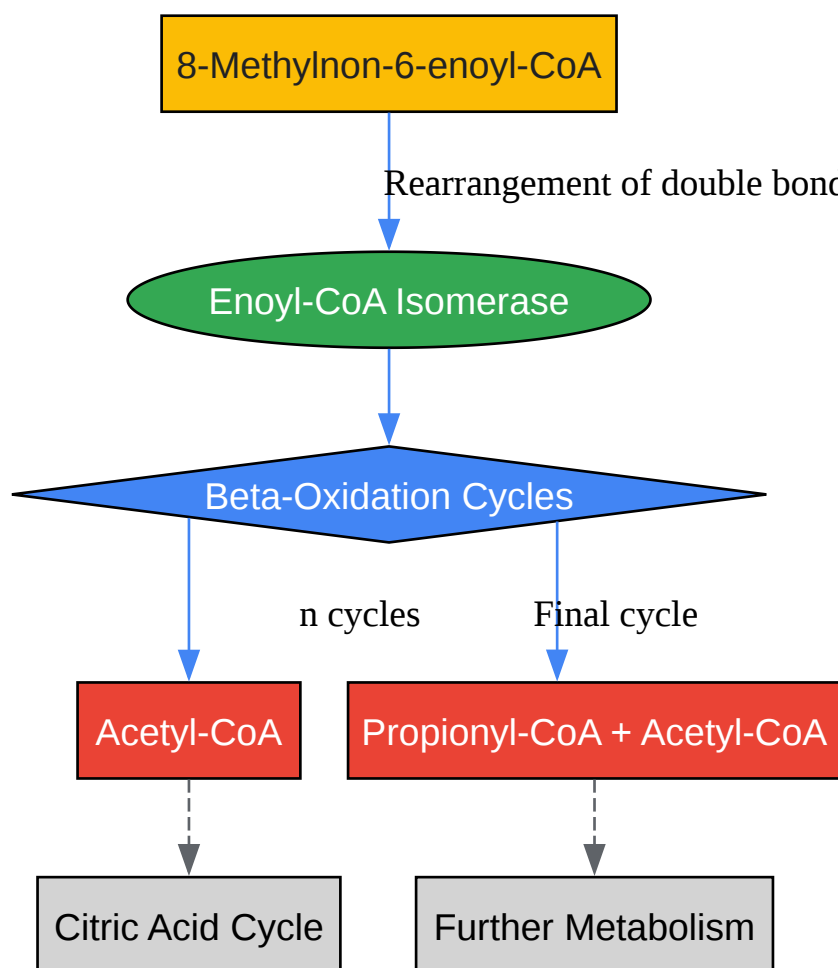 8-Methylnon-6-enoyl-CoA
Rearrangement of double bond
Enoyl-CoA Isomerase
Beta-Oxidation Cycles
n cycles
Final cycle
Acetyl-CoA
Propionyl-CoA + Acetyl-CoA
Citric Acid Cycle
Further Metabolism